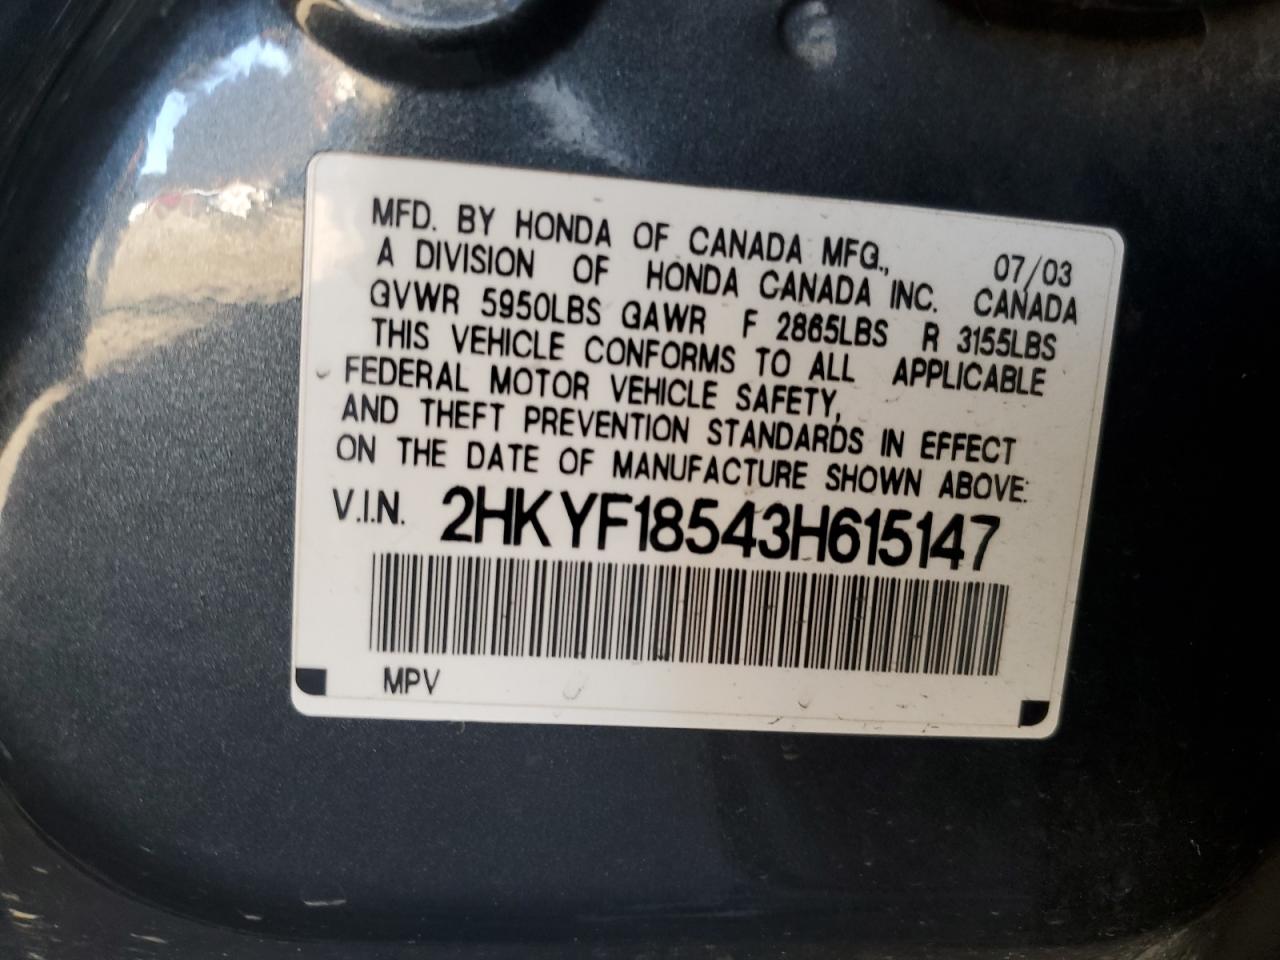 MFD. BY HONDA OF CANADA MFG., 07/03
A DIVISION OF HONDA CANADA INC. CANADA
GVWR 5950LBS GAWR F 2865LBS R 3155LBS
THIS VEHICLE CONFORMS TO ALL APPLICABLE
FEDERAL MOTOR VEHICLE SAFETY,
AND THEFT PREVENTION STANDARDS IN EFFECT
ON THE DATE OF MANUFACTURE SHOWN ABOVE:
V.I.N. 2HKYF18543H615147
MPV